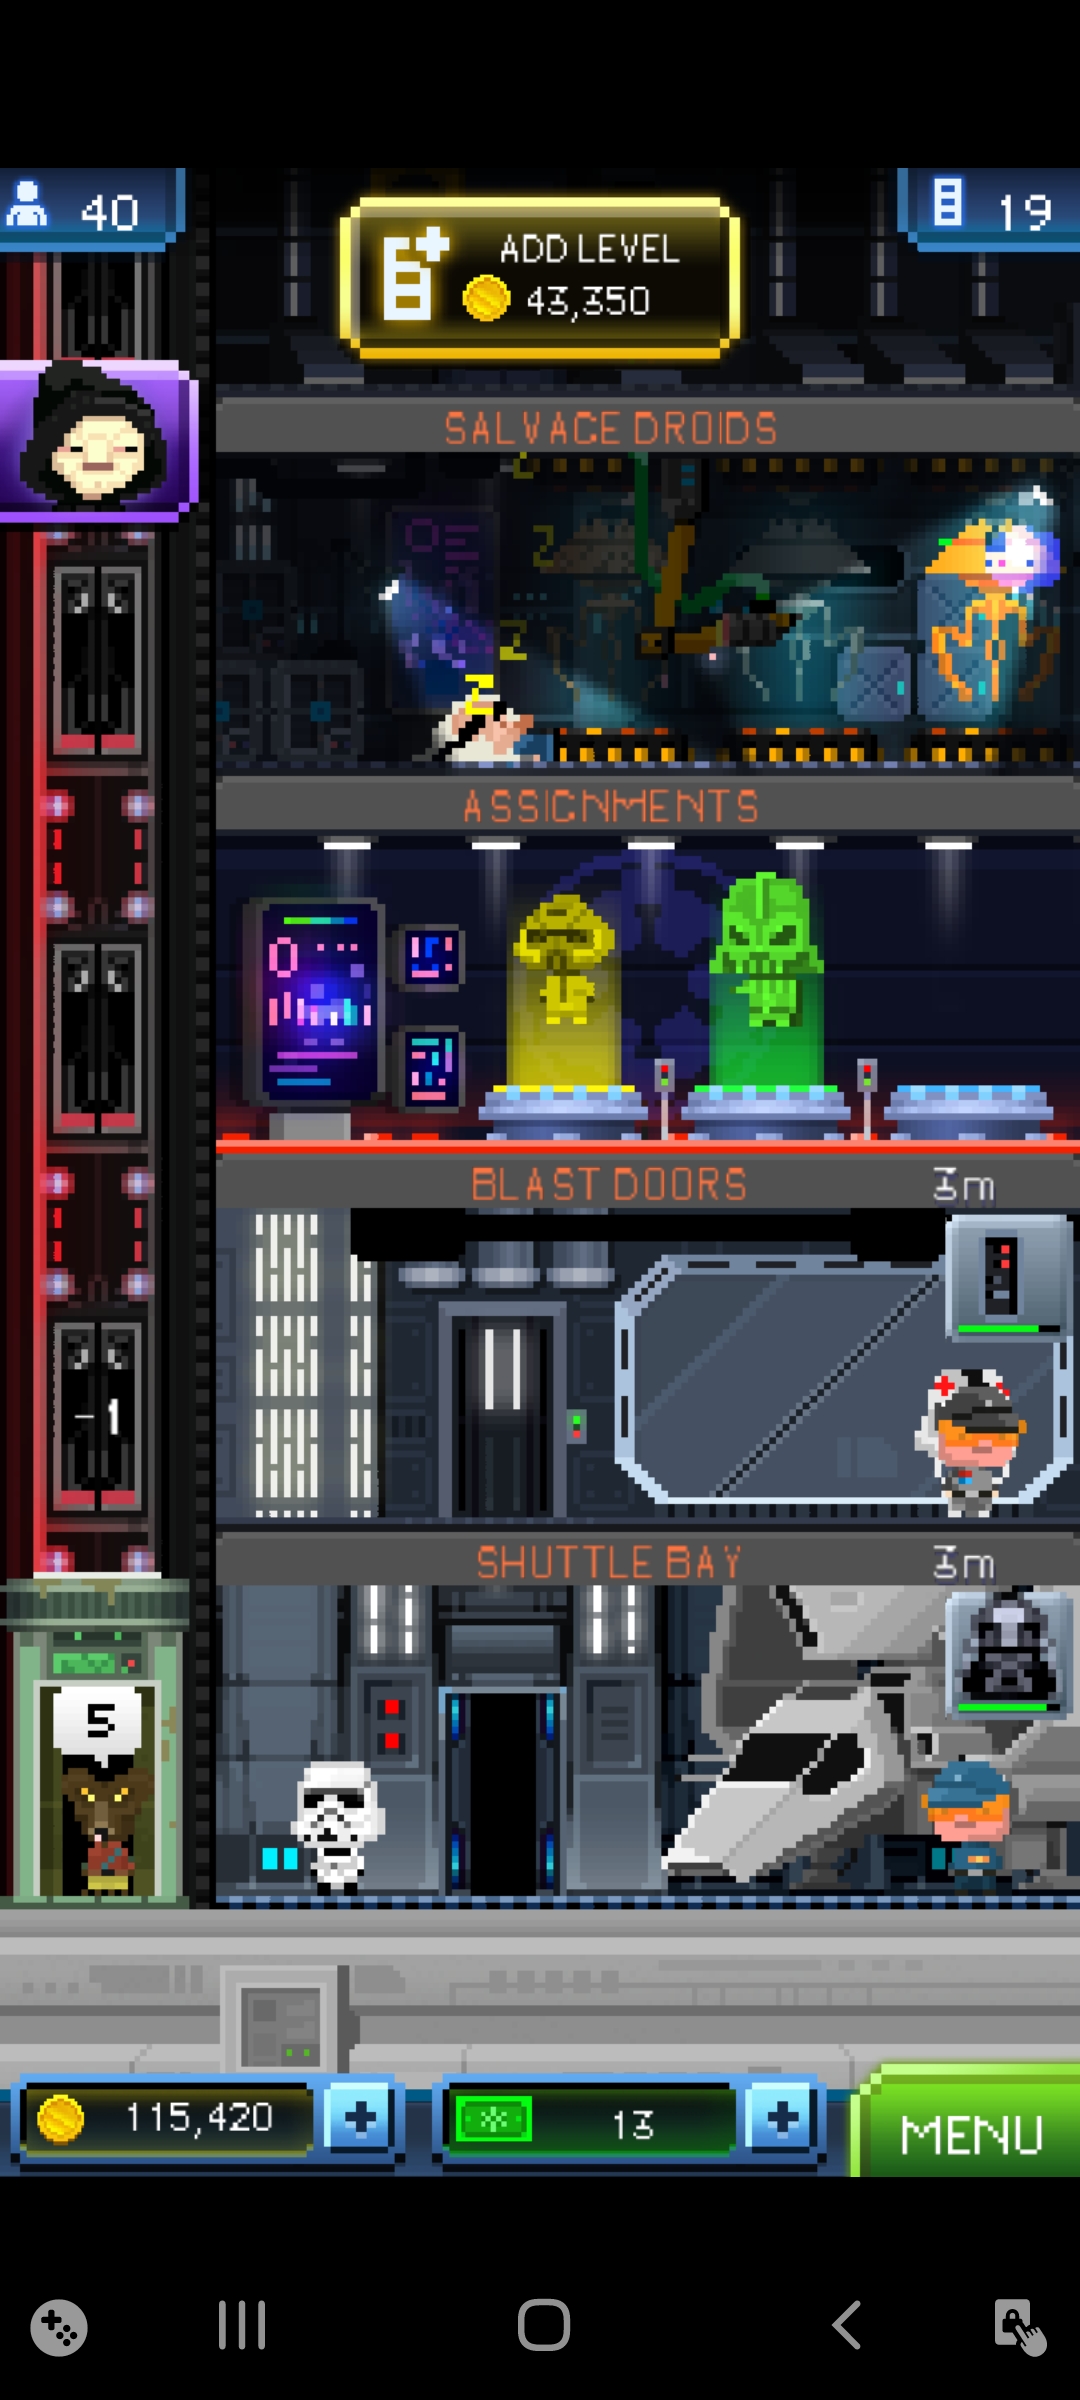 40
ADD LEVEL
43,350
19
SALVAGE DROIDS
Z
Z
Z
Z
ASSIGNMENTS
BLAST DOORS 3m
-1
SHUTTLE BAY 3m
5
115,420 +
13 +
MENU